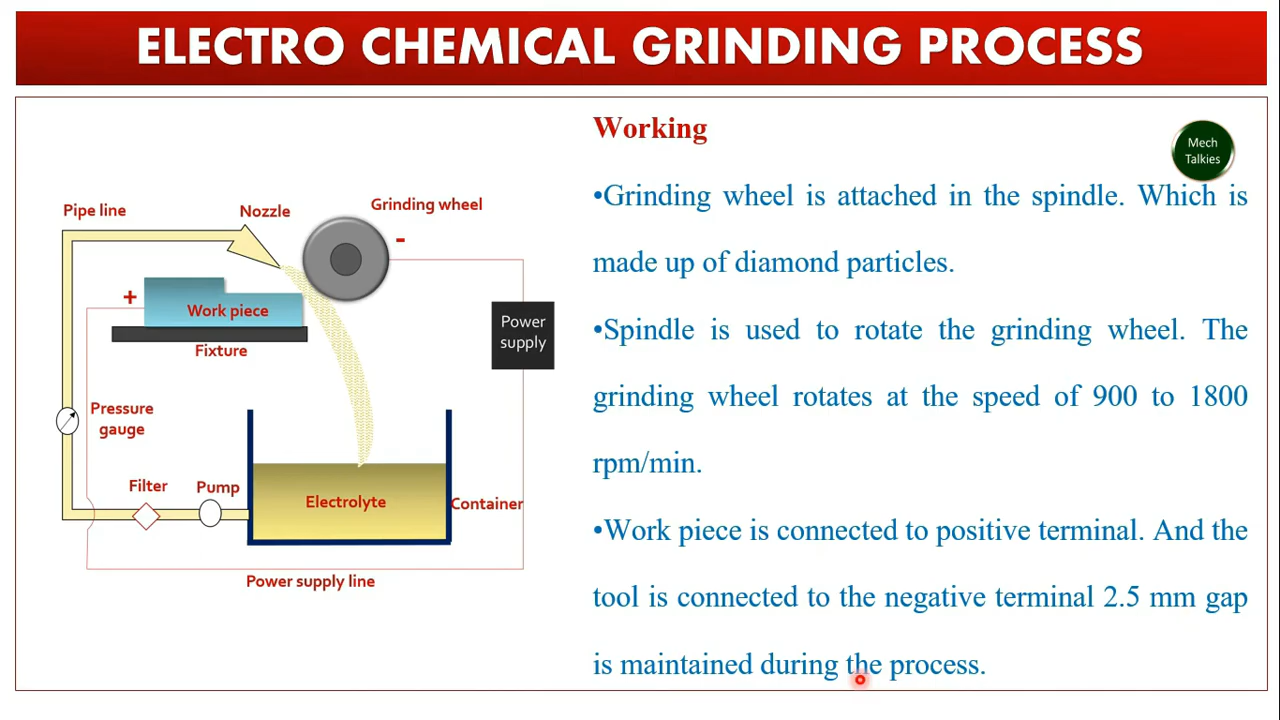 ELECTRO CHEMICAL GRINDING PROCESS
Working
Mech
Talkies
•Grinding wheel is attached in the spindle. Which is
made up of diamond particles.
•Spindle is used to rotate the grinding wheel. The
grinding wheel rotates at the speed of 900 to 1800
rpm/min.
•Work piece is connected to positive terminal. And the
tool is connected to the negative terminal 2.5 mm gap
is maintained during the process.
Pipe line
Nozzle
Grinding wheel
-
+
Work piece
Fixture
Power
supply
Pressure
gauge
Filter
Pump
Electrolyte
Container
Power supply line